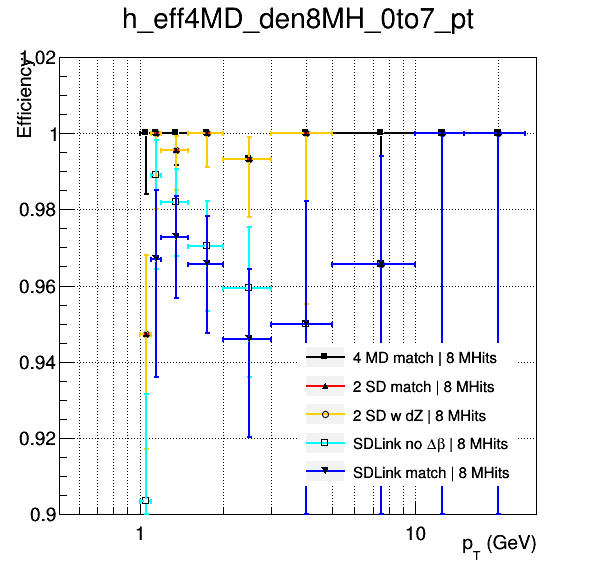 h_eff4MD_den8MH_0to7_pt
Efficiency
1.02
1
0.98
0.96
0.94
0.92
0.9
4 MD match | 8 MHits
2 SD match | 8 MHits
2 SD w dZ | 8 MHits
SDLink no Δβ | 8 MHits
SDLink match | 8 MHits
1
10
p_T (GeV)